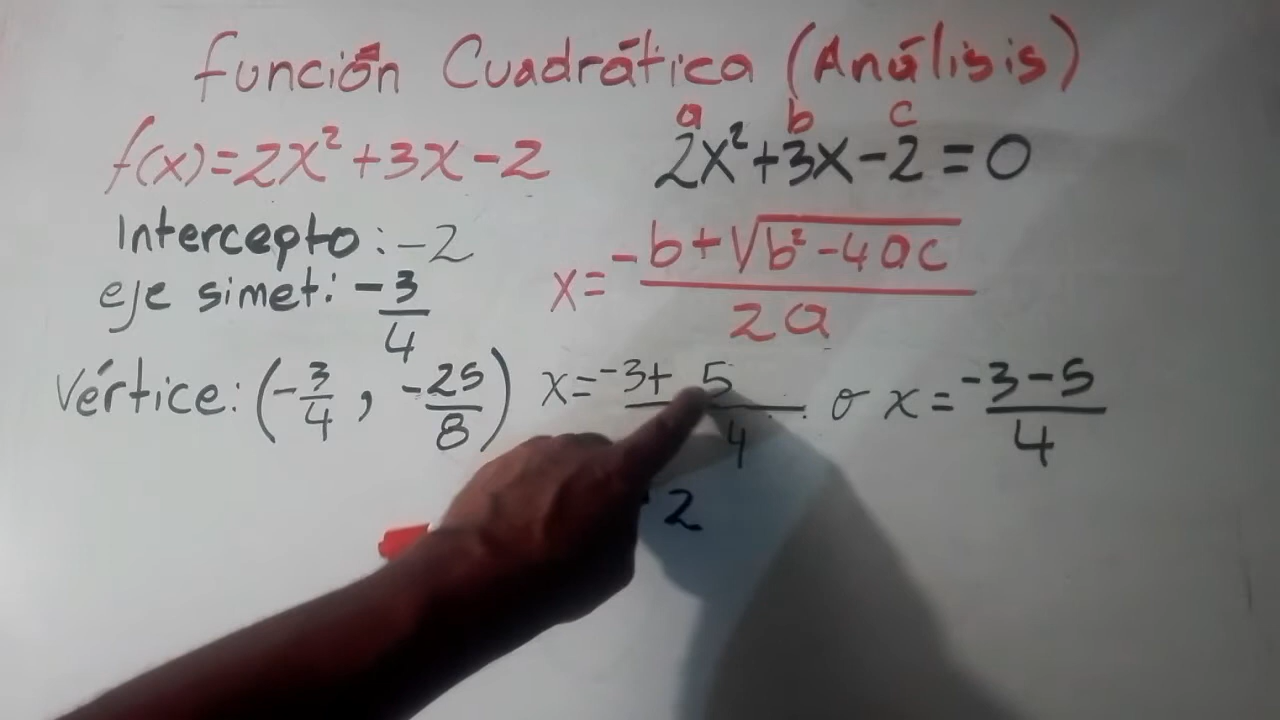 Función Cuadrática (Análisis)
f(x)=2x²+3x-2
a b c
2x²+3x-2=0
Intercepto: -2
eje simet: -3/4
Vértice: (-3/4, -25/8)
x= -b+√b²-4ac / 2a
x= -3+ 5 / 4 o x= -3-5 / 4
2